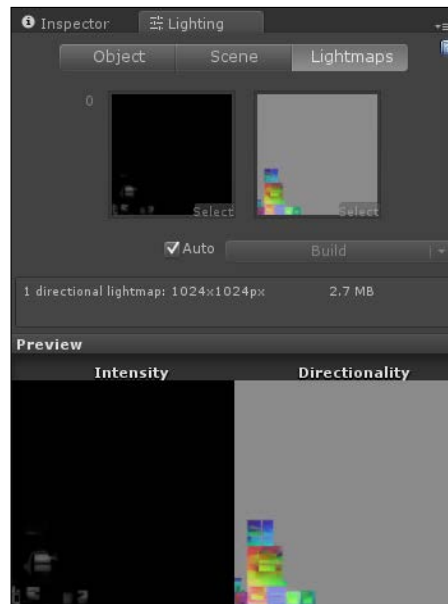 Inspector Lighting
Object Scene Lightmaps
0
Select Select
Auto Build
1 directional lightmap: 1024x1024px 2.7 MB
Preview
Intensity Directionality